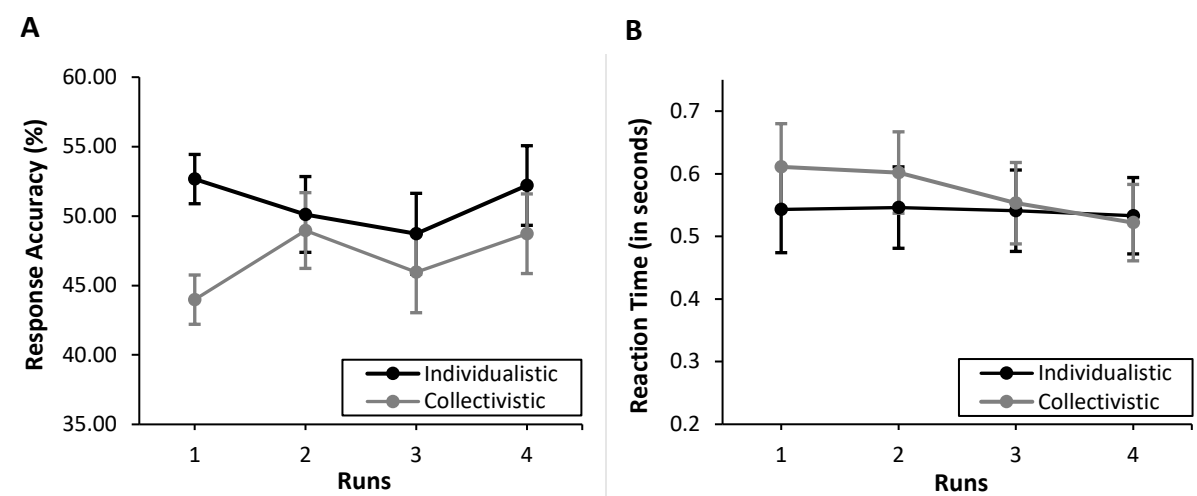 A
Response Accuracy (%)
60.00
55.00
50.00
45.00
40.00
35.00
Individualistic
Collectivistic
1 2 3 4
Runs
B
Reaction Time (in seconds)
0.7
0.6
0.5
0.4
0.3
0.2
Individualistic
Collectivistic
1 2 3 4
Runs